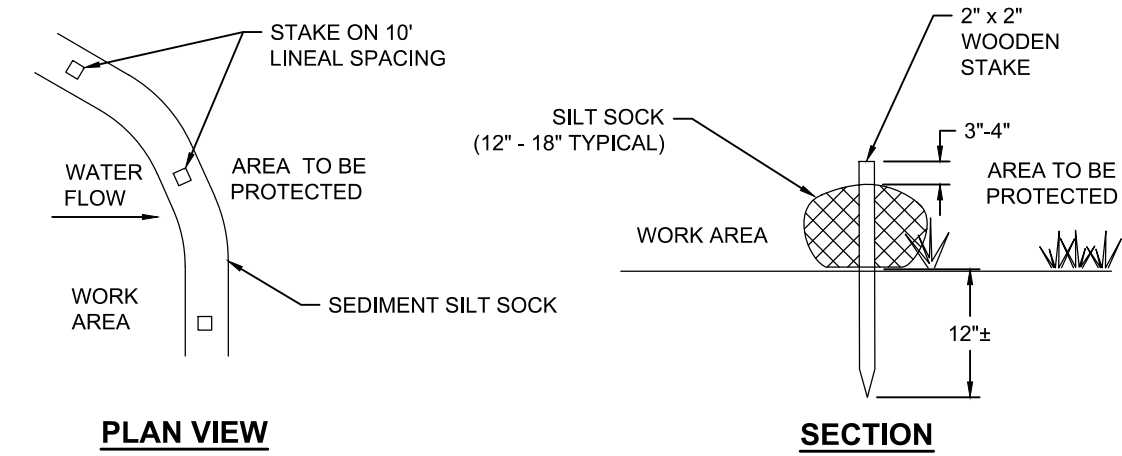 STAKE ON 10'
LINEAL SPACING
WATER
FLOW
AREA TO BE
PROTECTED
WORK
AREA
SEDIMENT SILT SOCK
PLAN VIEW
2" x 2"
WOODEN
STAKE
SILT SOCK
(12" - 18" TYPICAL)
3"-4"
AREA TO BE
PROTECTED
WORK AREA
12"±
SECTION